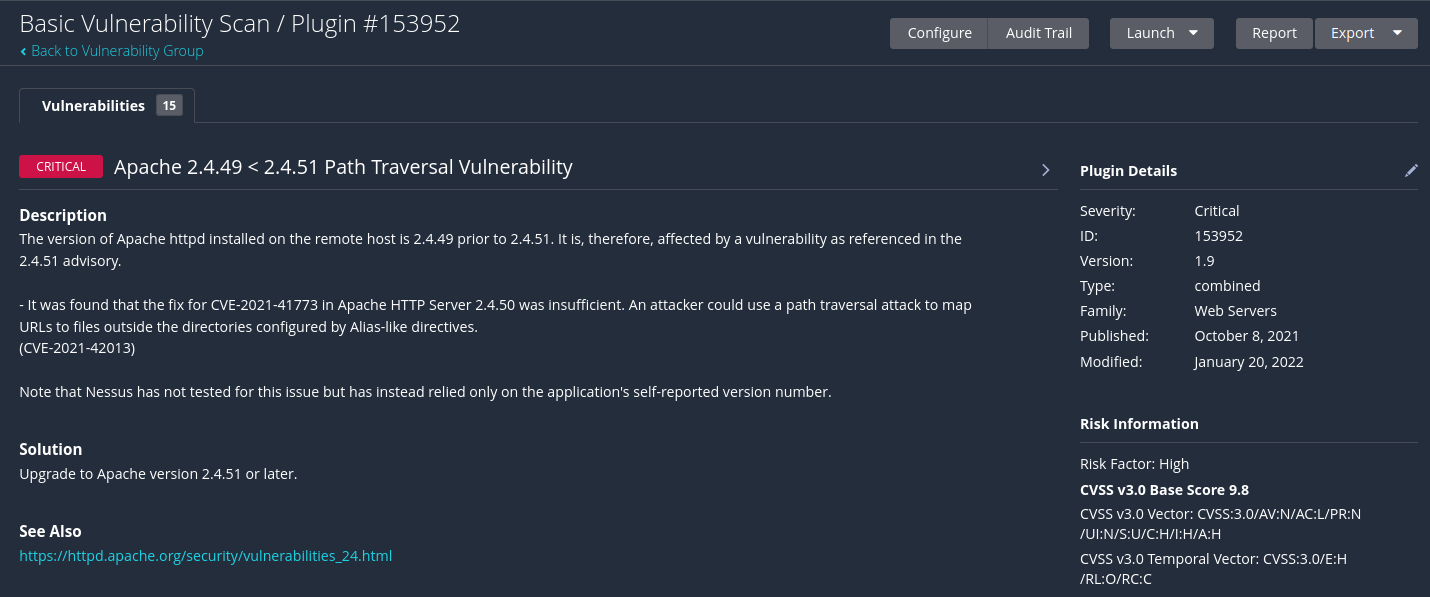 Basic Vulnerability Scan / Plugin #153952
Back to Vulnerability Group
Configure
Audit Trail
Launch
Report
Export
Vulnerabilities 15
CRITICAL Apache 2.4.49 < 2.4.51 Path Traversal Vulnerability
Description
The version of Apache httpd installed on the remote host is 2.4.49 prior to 2.4.51. It is, therefore, affected by a vulnerability as referenced in the
2.4.51 advisory.
- It was found that the fix for CVE-2021-41773 in Apache HTTP Server 2.4.50 was insufficient. An attacker could use a path traversal attack to map
URLs to files outside the directories configured by Alias-like directives.
(CVE-2021-42013)
Note that Nessus has not tested for this issue but has instead relied only on the application's self-reported version number.
Solution
Upgrade to Apache version 2.4.51 or later.
See Also
https://httpd.apache.org/security/vulnerabilities_24.html
Plugin Details
Severity: Critical
ID: 153952
Version: 1.9
Type: combined
Family: Web Servers
Published: October 8, 2021
Modified: January 20, 2022
Risk Information
Risk Factor: High
CVSS v3.0 Base Score 9.8
CVSS v3.0 Vector: CVSS:3.0/AV:N/AC:L/PR:N
/UI:N/S:U/C:H/I:H/A:H
CVSS v3.0 Temporal Vector: CVSS:3.0/E:H
/RL:O/RC:C